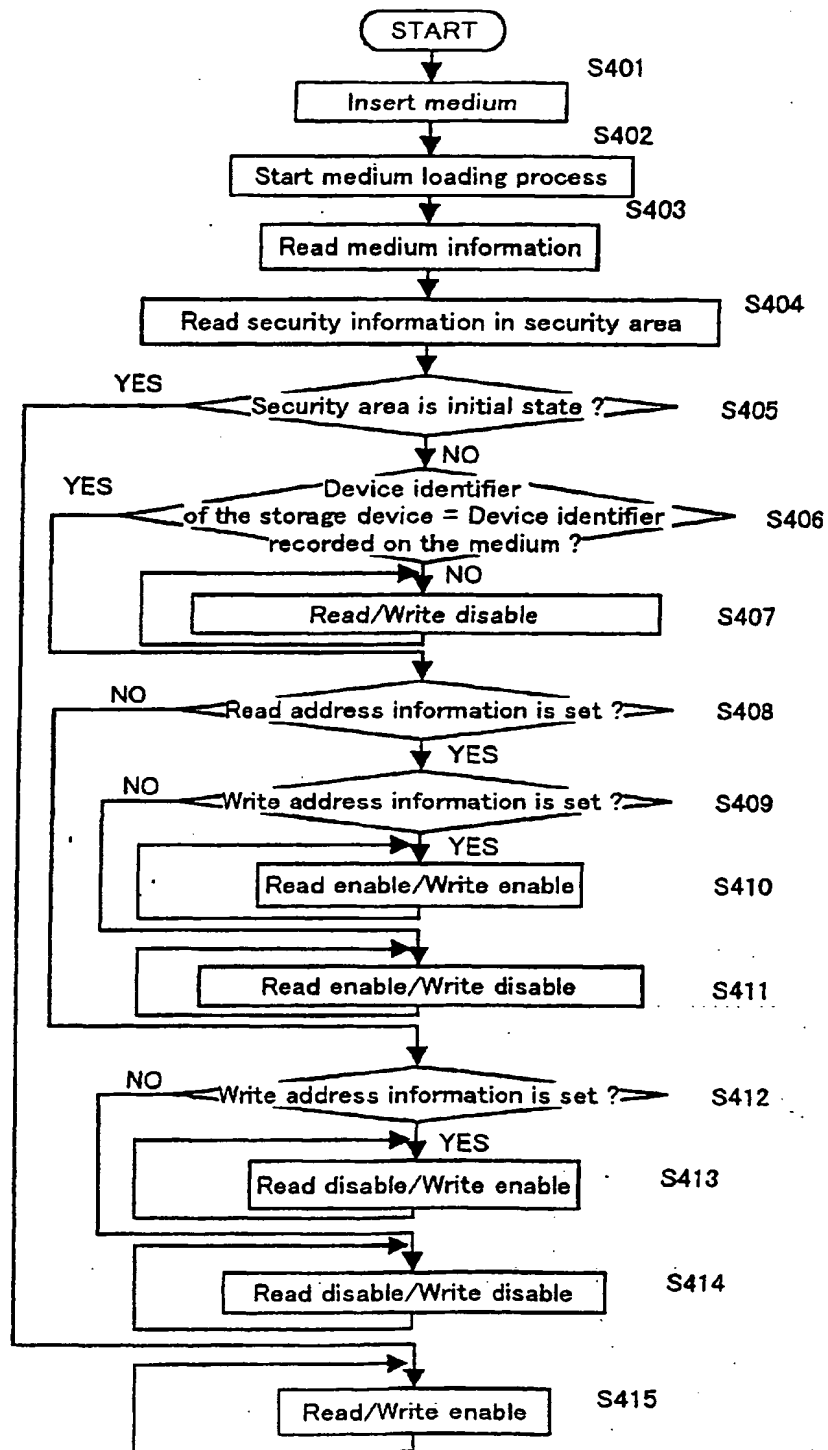 START
S401
Insert medium
S402
Start medium loading process
S403
Read medium information
S404
Read security information in security area
YES
Security area is initial state ?
S405
NO
YES
Device identifier
of the storage device = Device identifier
recorded on the medium ?
S406
NO
Read/Write disable
S407
NO
Read address information is set ?
S408
YES
NO
Write address information is set ?
S409
YES
Read enable/Write enable
S410
Read enable/Write disable
S411
NO
Write address information is set ?
S412
YES
Read disable/Write enable
S413
Read disable/Write disable
S414
Read/Write enable
S415